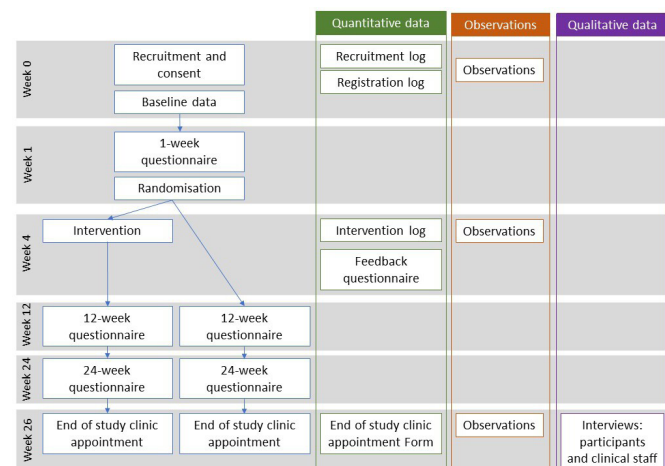 Quantitative data
Observations
Qualitative data
Week 0
Recruitment and
consent
Baseline data
Recruitment log
Registration log
Observations
Week 1
1-week
questionnaire
Randomisation
Week 4
Intervention
Intervention log
Feedback
questionnaire
Observations
Week 12
12-week
questionnaire
12-week
questionnaire
Week 24
24-week
questionnaire
24-week
questionnaire
Week 26
End of study clinic
appointment
End of study clinic
appointment
End of study clinic
appointment Form
Observations
Interviews:
participants
and clinical staff